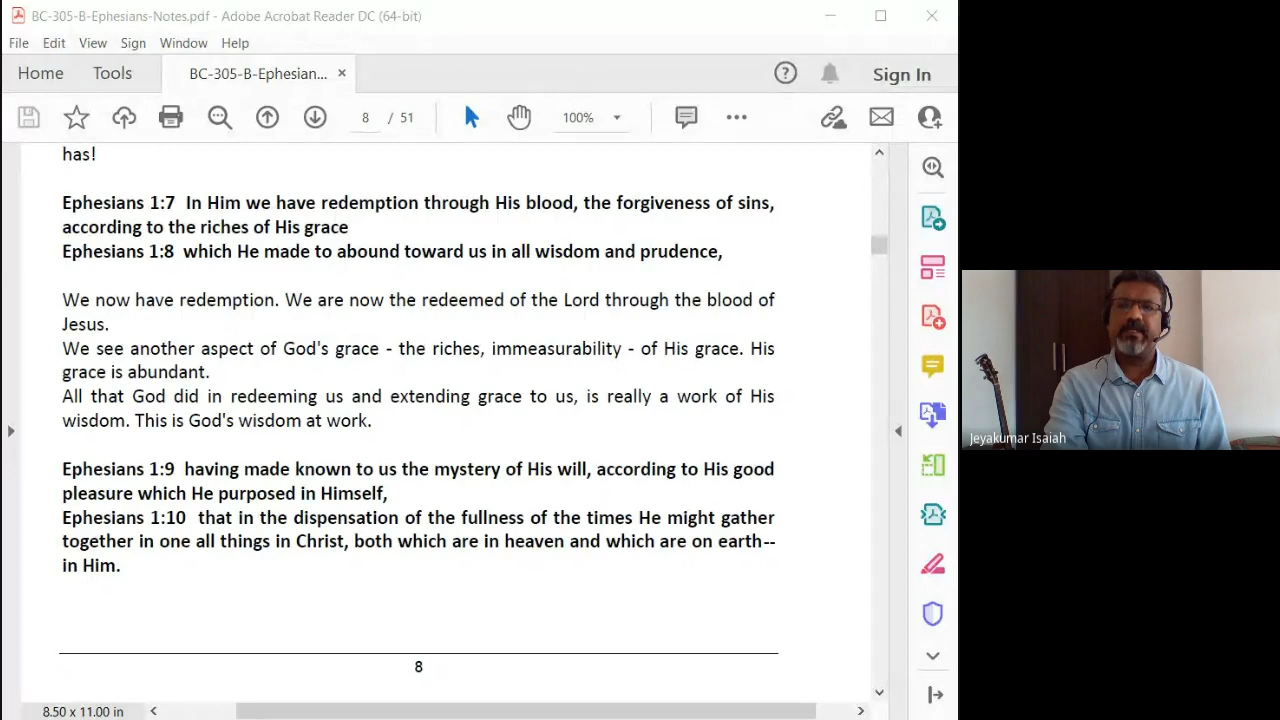 BC-305-B-Ephesians-Notes.pdf - Adobe Acrobat Reader DC (64-bit)
File Edit View Sign Window Help
Home Tools BC-305-B-Ephesian... × Sign In
8 / 51 100%
has!
Ephesians 1:7 In Him we have redemption through His blood, the forgiveness of sins,
according to the riches of His grace
Ephesians 1:8 which He made to abound toward us in all wisdom and prudence,
We now have redemption. We are now the redeemed of the Lord through the blood of
Jesus.
We see another aspect of God's grace - the riches, immeasurability - of His grace. His
grace is abundant.
All that God did in redeeming us and extending grace to us, is really a work of His
wisdom. This is God's wisdom at work.
Ephesians 1:9 having made known to us the mystery of His will, according to His good
pleasure which He purposed in Himself,
Ephesians 1:10 that in the dispensation of the fullness of the times He might gather
together in one all things in Christ, both which are in heaven and which are on earth--
in Him.
8
8.50 x 11.00 in
Jeyakumar Isaiah